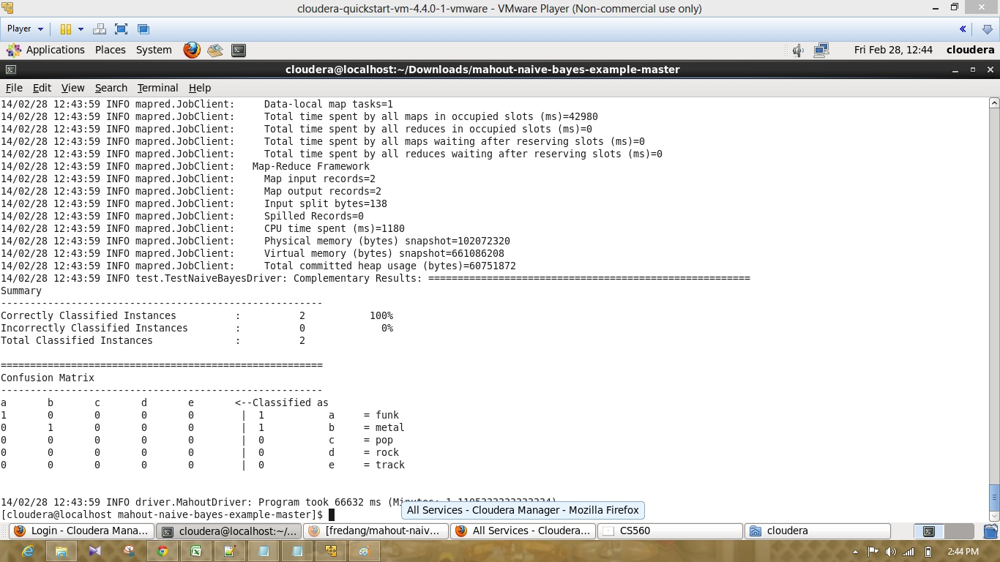 cloudera-quickstart-vm-4.4.0-1-vmware - VMware Player (Non-commercial use only)
Player
Applications Places System Fri Feb 28, 12:44 cloudera
cloudera@localhost:~/Downloads/mahout-naive-bayes-example-master
File Edit View Search Terminal Help
14/02/28 12:43:59 INFO mapred.JobClient:     Data-local map tasks=1
14/02/28 12:43:59 INFO mapred.JobClient:     Total time spent by all maps in occupied slots (ms)=42980
14/02/28 12:43:59 INFO mapred.JobClient:     Total time spent by all reduces in occupied slots (ms)=0
14/02/28 12:43:59 INFO mapred.JobClient:     Total time spent by all maps waiting after reserving slots (ms)=0
14/02/28 12:43:59 INFO mapred.JobClient:     Total time spent by all reduces waiting after reserving slots (ms)=0
14/02/28 12:43:59 INFO mapred.JobClient:   Map-Reduce Framework
14/02/28 12:43:59 INFO mapred.JobClient:     Map input records=2
14/02/28 12:43:59 INFO mapred.JobClient:     Map output records=2
14/02/28 12:43:59 INFO mapred.JobClient:     Input split bytes=138
14/02/28 12:43:59 INFO mapred.JobClient:     Spilled Records=0
14/02/28 12:43:59 INFO mapred.JobClient:     CPU time spent (ms)=1180
14/02/28 12:43:59 INFO mapred.JobClient:     Physical memory (bytes) snapshot=102072320
14/02/28 12:43:59 INFO mapred.JobClient:     Virtual memory (bytes) snapshot=661086208
14/02/28 12:43:59 INFO mapred.JobClient:     Total committed heap usage (bytes)=60751872
14/02/28 12:43:59 INFO test.TestNaiveBayesDriver: Complementary Results: =======================================================
Summary
-------------------------------------------------------
Correctly Classified Instances          :          2           100%
Incorrectly Classified Instances        :          0             0%
Total Classified Instances              :          2
=======================================================
Confusion Matrix
-------------------------------------------------------
a       b       c       d       e       <--Classified as
1       0       0       0       0        |  1           a     = funk
0       1       0       0       0        |  1           b     = metal
0       0       0       0       0        |  0           c     = pop
0       0       0       0       0        |  0           d     = rock
0       0       0       0       0        |  0           e     = track
14/02/28 12:43:59 INFO driver.MahoutDriver: Program took 66632 ms
All Services - Cloudera Manager - Mozilla Firefox
[cloudera@localhost mahout-naive-bayes-example-master]$
Login - Cloudera Mana... cloudera@localhost:~/... [fredang/mahout-naiv... All Services - Cloudera... CS560 cloudera
2:44 PM